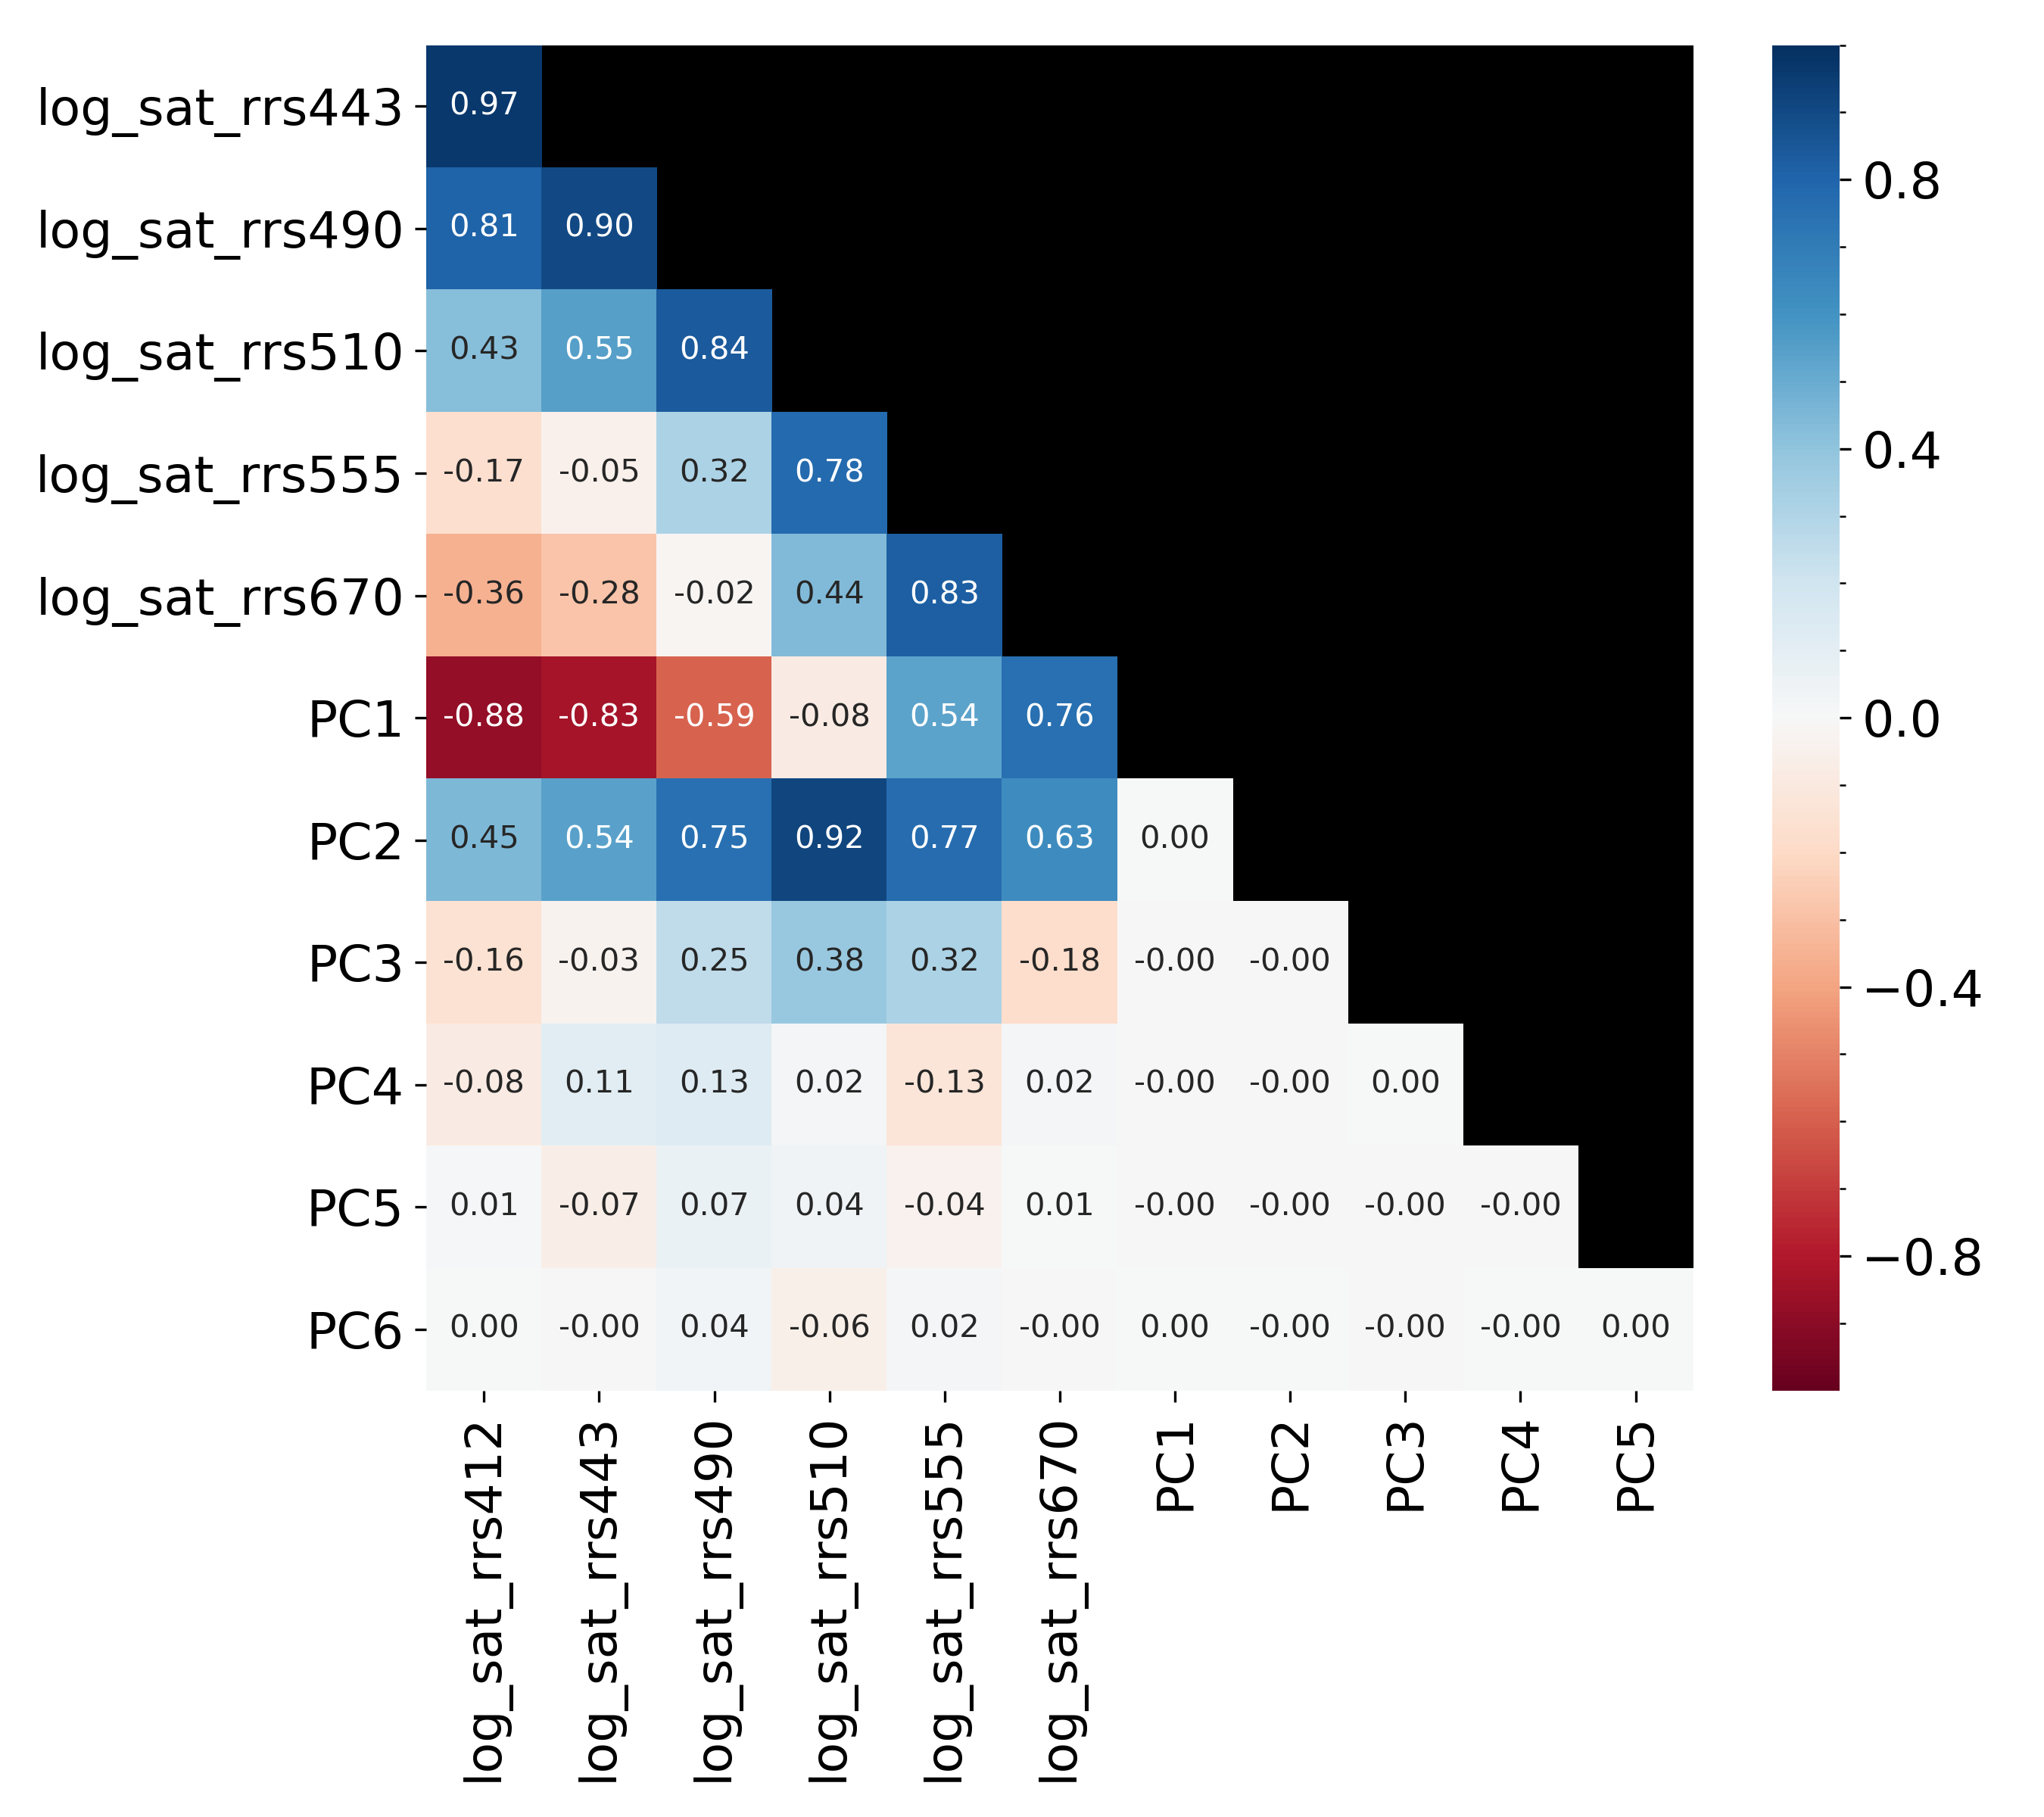 log_sat_rrs443 0.97
log_sat_rrs490 0.81 0.90
log_sat_rrs510 0.43 0.55 0.84
log_sat_rrs555 -0.17 -0.05 0.32 0.78
log_sat_rrs670 -0.36 -0.28 -0.02 0.44 0.83
PC1 -0.88 -0.83 -0.59 -0.08 0.54 0.76
PC2 0.45 0.54 0.75 0.92 0.77 0.63 0.00
PC3 -0.16 -0.03 0.25 0.38 0.32 -0.18 -0.00 -0.00
PC4 -0.08 0.11 0.13 0.02 -0.13 0.02 -0.00 -0.00 0.00
PC5 0.01 -0.07 0.07 0.04 -0.04 0.01 -0.00 -0.00 -0.00 -0.00
PC6 0.00 -0.00 0.04 -0.06 0.02 -0.00 0.00 -0.00 -0.00 -0.00 0.00
log_sat_rrs412
log_sat_rrs443
log_sat_rrs490
log_sat_rrs510
log_sat_rrs555
log_sat_rrs670
PC1
PC2
PC3
PC4
PC5
0.8
0.4
0.0
−0.4
−0.8